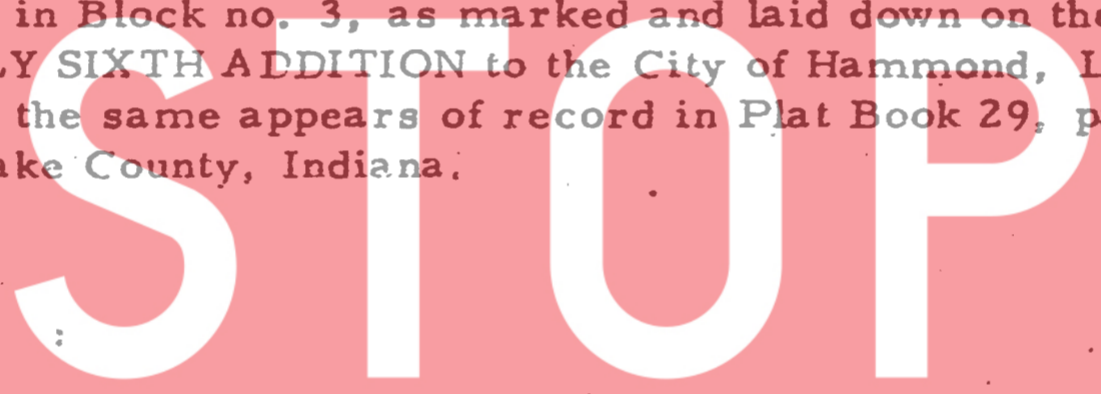 in Block no. 3, as marked and laid down on the
Y SIXTH ADDITION to the City of Hammond, L
the same appears of record in Plat Book 29, p
ake County, Indiana.
STOP